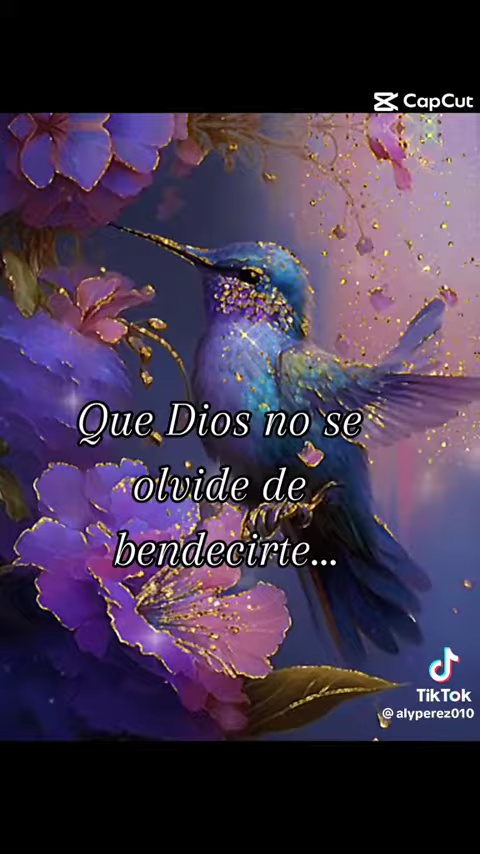 CapCut
Que Dios no se
olvide de
bendecirte...
TikTok
@alyperez010